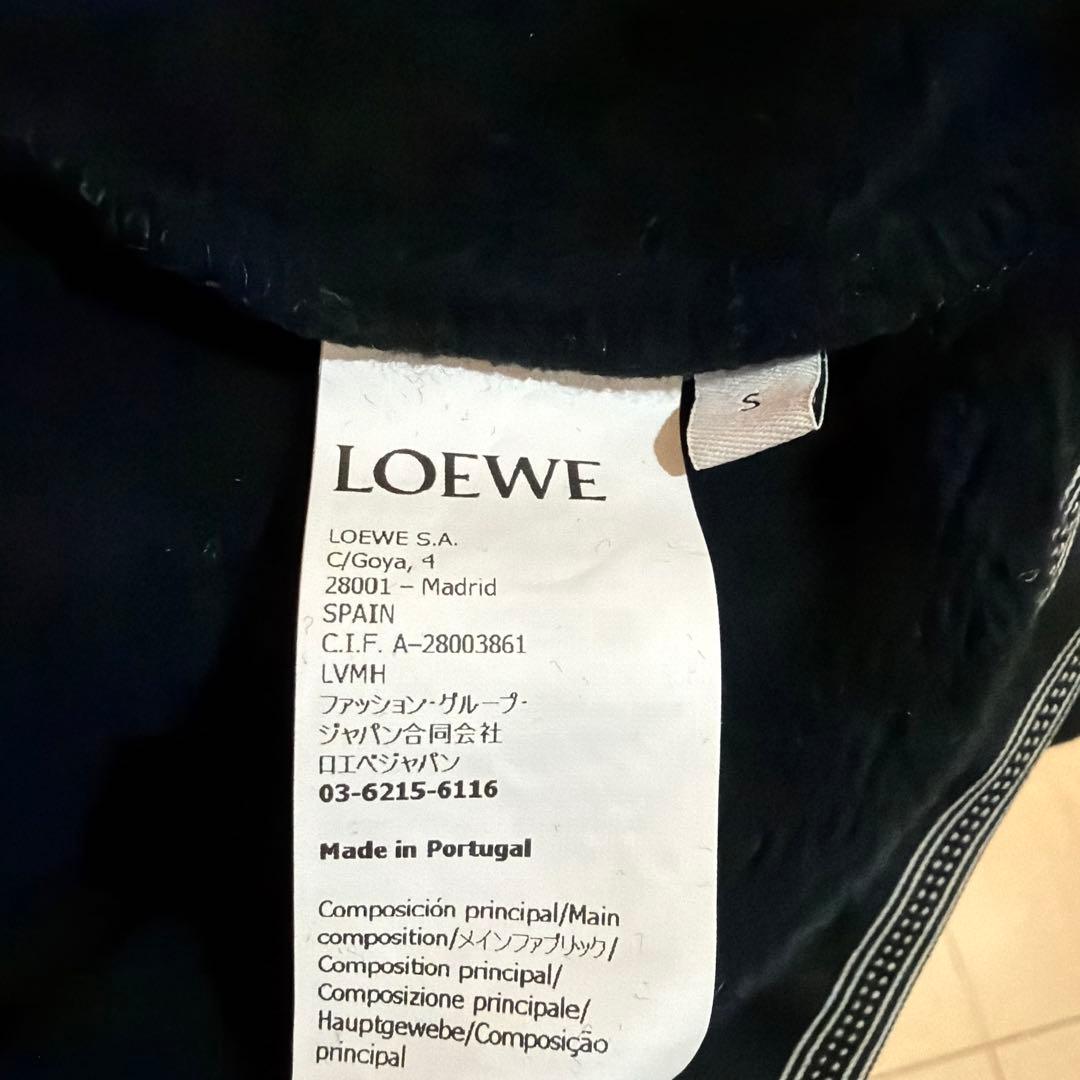 S
LOEWE
LOEWE S.A.
C/Goya, 4
28001 – Madrid
SPAIN
C.I.F. A–28003861
LVMH
ファッション・グループ・
ジャパン合同会社
ロエベジャパン
03-6215-6116
Made in Portugal
Composición principal/Main
composition/メインファブリック/
Composition principal/
Composizione principale/
Hauptgewebe/Composição
principal